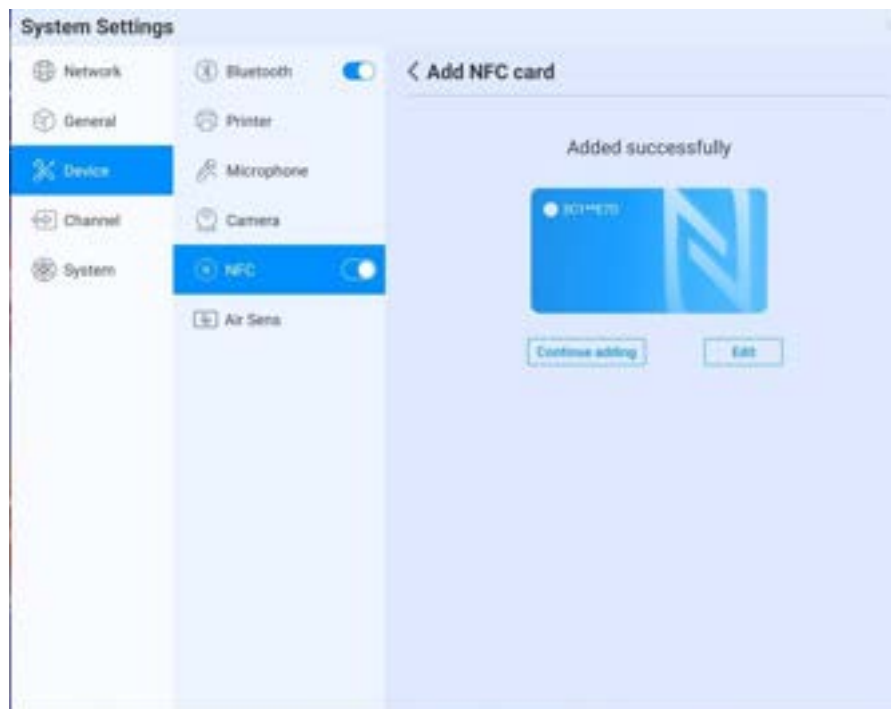 System Settings
Network
General
Device
Channel
System
Bluetooth
Printer
Microphone
Camera
NFC
Air Sens
Add NFC card
Added successfully
Continue adding
Edit